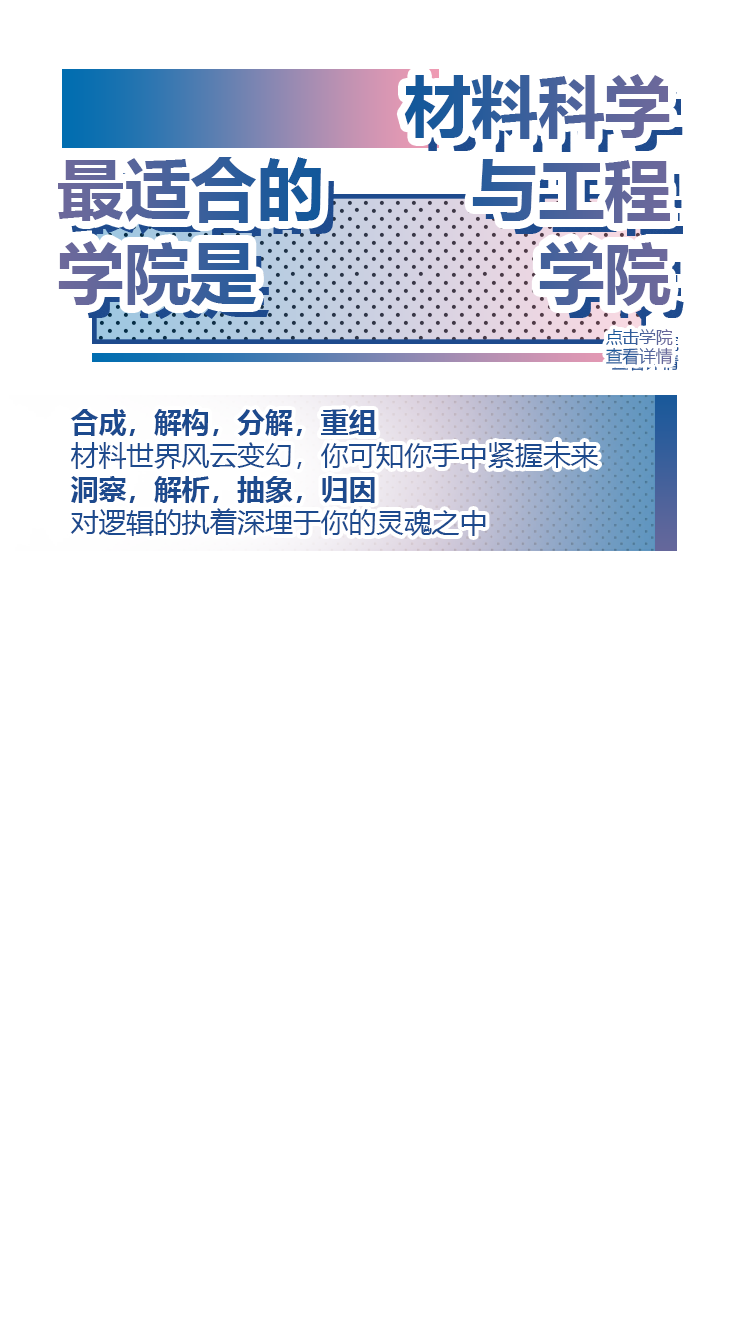 最适合的
学院是
材料科学
与工程
学院
点击学院
查看详情
合成，解构，分解，重组
材料世界风云变幻，你可知你手中紧握未来
洞察，解析，抽象，归因
对逻辑的执着深埋于你的灵魂之中